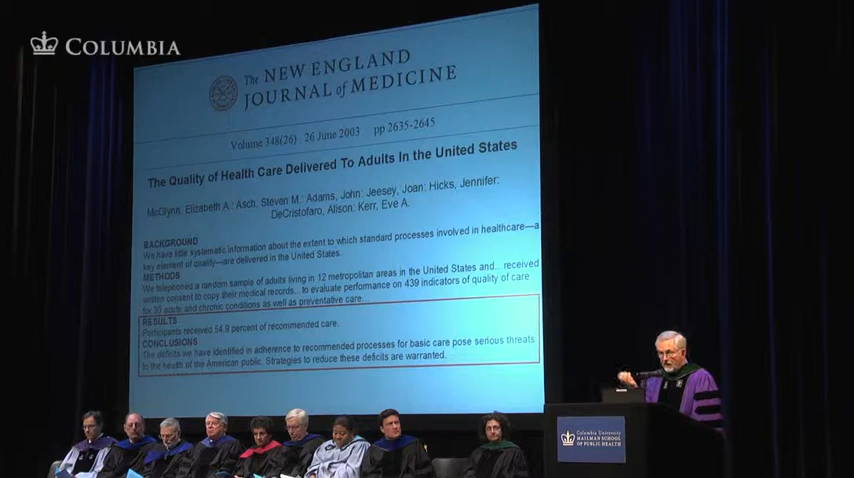 COLUMBIA
The NEW ENGLAND
JOURNAL of MEDICINE
Volume 348(26) 26 June 2003 pp 2635-2645
The Quality of Health Care Delivered To Adults In the United States
McGlynn, Elizabeth A.: Asch, Steven M.: Adams, John: Jeesey, Joan: Hicks, Jennifer:
DeCristofaro, Alison: Kerr, Eve A.
BACKGROUND
We have little systematic information about the extent to which standard processes involved in healthcare—a
key element of quality—are delivered in the United States.
METHODS
We telephoned a random sample of adults living in 12 metropolitan areas in the United States and…received
written consent to copy their medical records…to evaluate performance on 439 indicators of quality of care
for 30 acute and chronic conditions as well as preventative care…
RESULTS
Participants received 54.9 percent of recommended care.
CONCLUSIONS
The deficits we have identified in adherence to recommended processes for basic care pose serious threats
to the health of the American public. Strategies to reduce these deficits are warranted.
Columbia University
MAILMAN SCHOOL
OF PUBLIC HEALTH